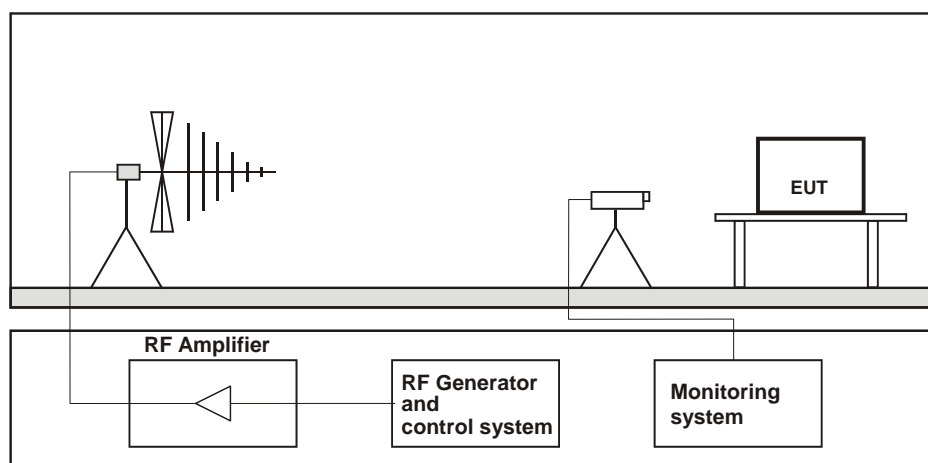 EUT
RF Amplifier
RF Generator
and
control system
Monitoring
system